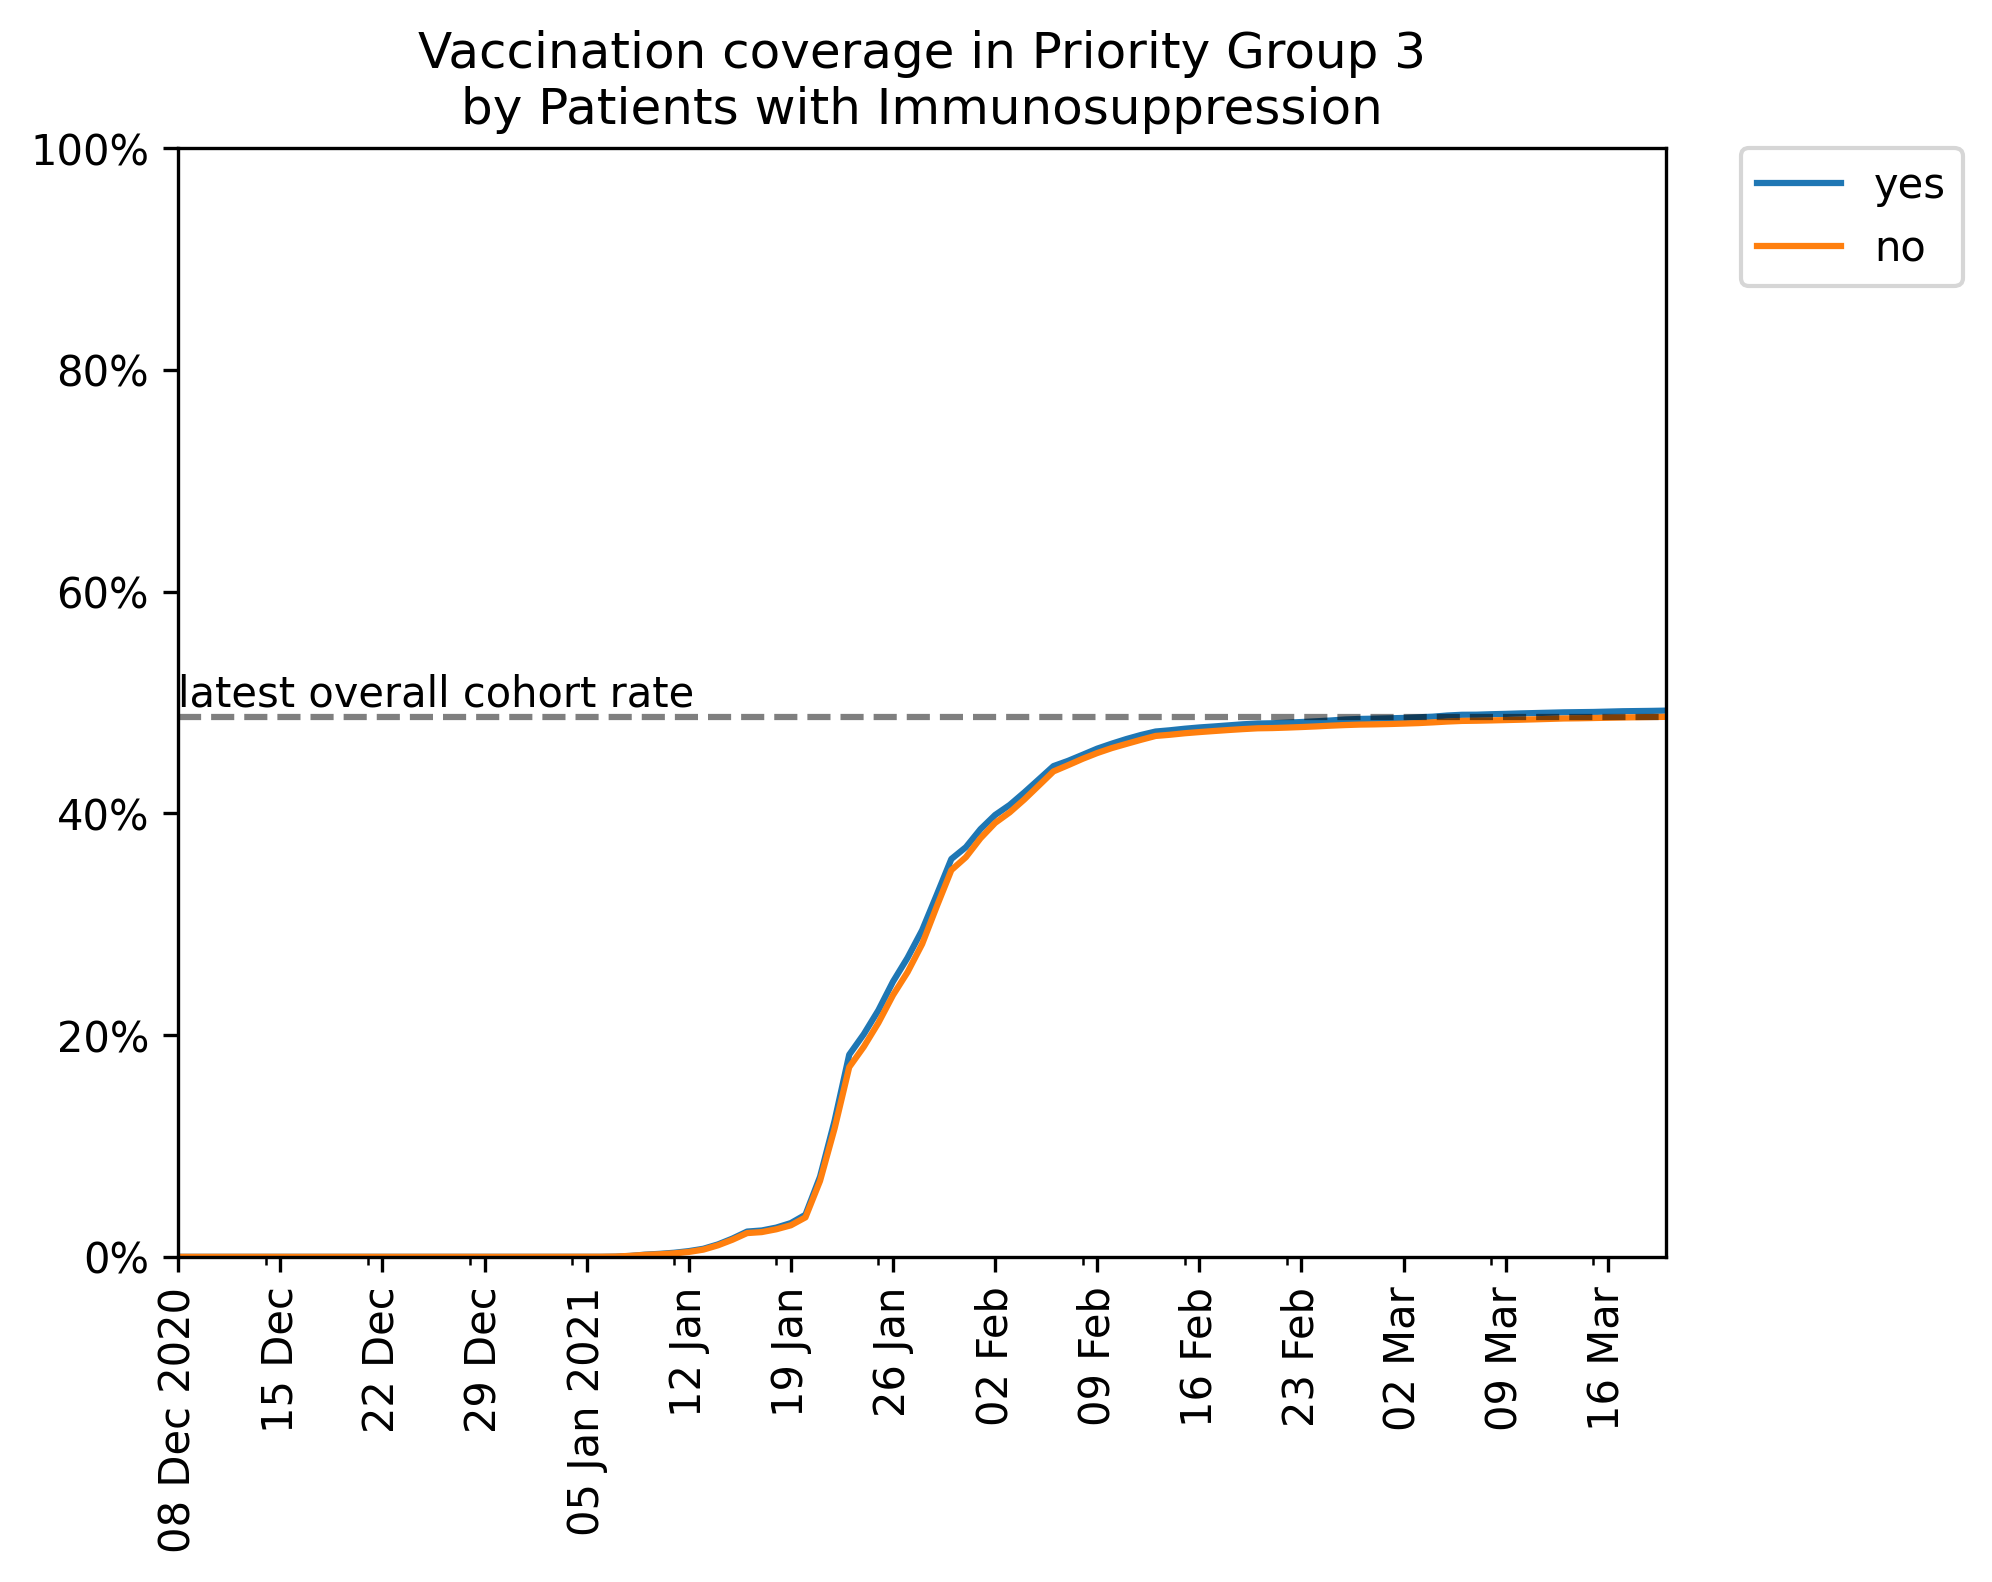 Vaccination coverage in Priority Group 3
by Patients with Immunosuppression
100%
80%
60%
40%
20%
0%
latest overall cohort rate
yes
no
08 Dec 2020
15 Dec
22 Dec
29 Dec
05 Jan 2021
12 Jan
19 Jan
26 Jan
02 Feb
09 Feb
16 Feb
23 Feb
02 Mar
09 Mar
16 Mar